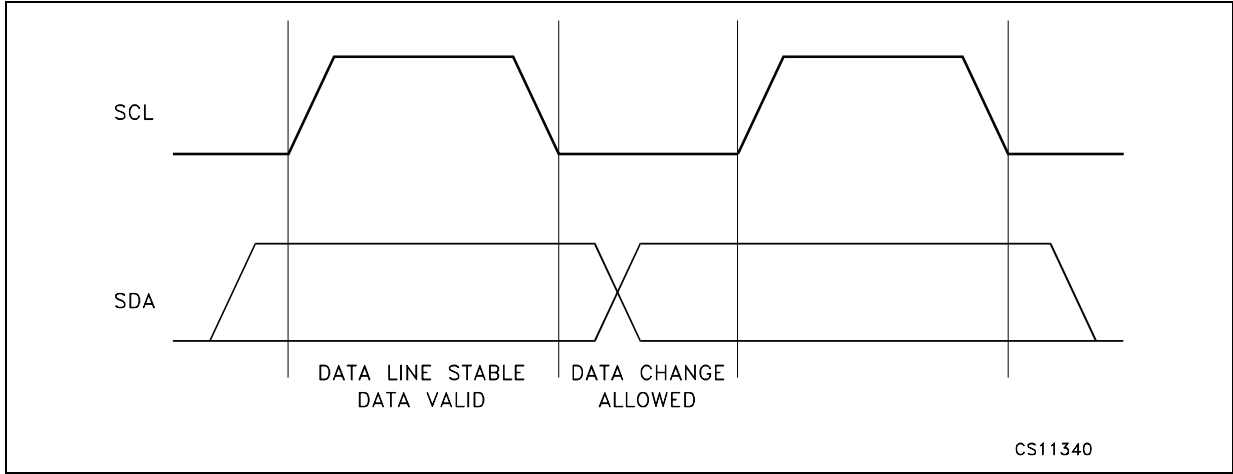 SCL
SDA
DATA LINE STABLE
DATA VALID
DATA CHANGE
ALLOWED
CS11340